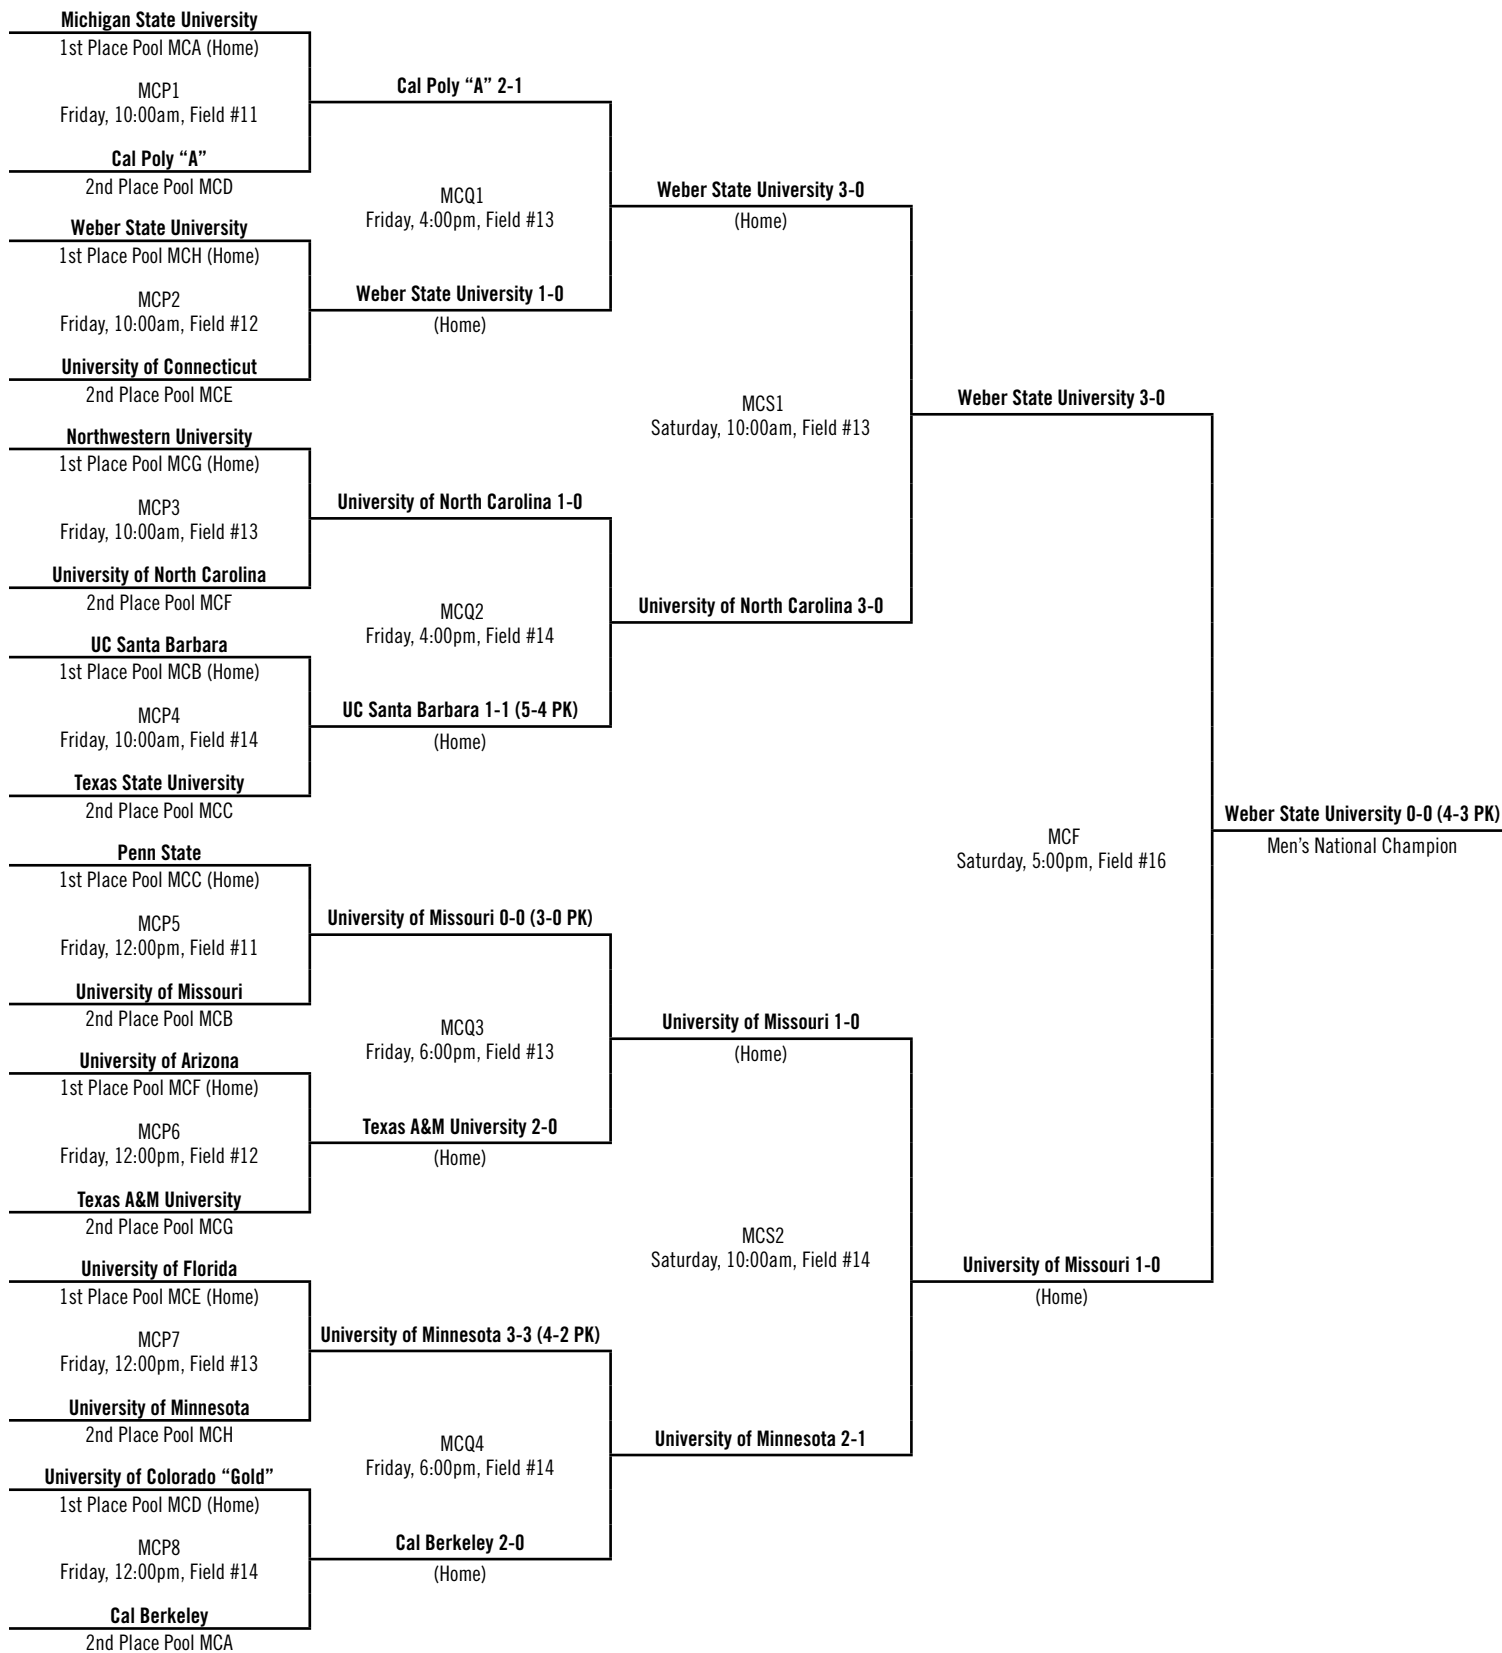 Michigan State University
1st Place Pool MCA (Home)
MCP1
Friday, 10:00am, Field #11
Cal Poly “A”
2nd Place Pool MCD
Weber State University
1st Place Pool MCH (Home)
MCP2
Friday, 10:00am, Field #12
University of Connecticut
2nd Place Pool MCE
Northwestern University
1st Place Pool MCG (Home)
MCP3
Friday, 10:00am, Field #13
University of North Carolina
2nd Place Pool MCF
UC Santa Barbara
1st Place Pool MCB (Home)
MCP4
Friday, 10:00am, Field #14
Texas State University
2nd Place Pool MCC
Penn State
1st Place Pool MCC (Home)
MCP5
Friday, 12:00pm, Field #11
University of Missouri
2nd Place Pool MCB
University of Arizona
1st Place Pool MCF (Home)
MCP6
Friday, 12:00pm, Field #12
Texas A&M University
2nd Place Pool MCG
University of Florida
1st Place Pool MCE (Home)
MCP7
Friday, 12:00pm, Field #13
University of Minnesota
2nd Place Pool MCH
University of Colorado “Gold”
1st Place Pool MCD (Home)
MCP8
Friday, 12:00pm, Field #14
Cal Berkeley
2nd Place Pool MCA
Cal Poly “A” 2-1
MCQ1
Friday, 4:00pm, Field #13
Weber State University 1-0
(Home)
University of North Carolina 1-0
MCQ2
Friday, 4:00pm, Field #14
UC Santa Barbara 1-1 (5-4 PK)
(Home)
University of Missouri 0-0 (3-0 PK)
MCQ3
Friday, 6:00pm, Field #13
Texas A&M University 2-0
(Home)
University of Minnesota 3-3 (4-2 PK)
MCQ4
Friday, 6:00pm, Field #14
Cal Berkeley 2-0
(Home)
Weber State University 3-0
(Home)
MCS1
Saturday, 10:00am, Field #13
University of North Carolina 3-0
University of Missouri 1-0
(Home)
MCS2
Saturday, 10:00am, Field #14
University of Minnesota 2-1
Weber State University 3-0
MCF
Saturday, 5:00pm, Field #16
University of Missouri 1-0
(Home)
Weber State University 0-0 (4-3 PK)
Men’s National Champion